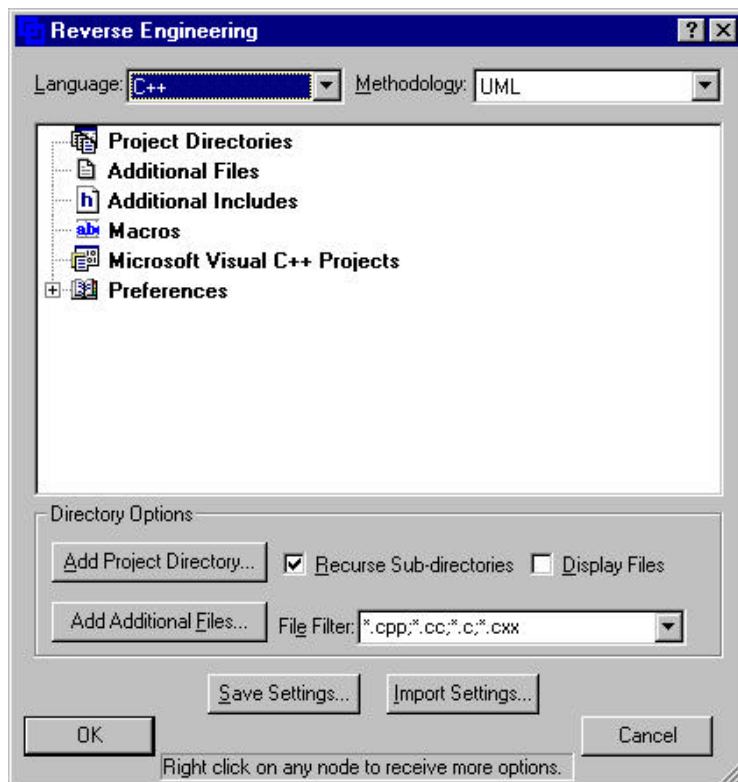 Reverse Engineering
Language: C++ Methodology: UML
Project Directories
Additional Files
h Additional Includes
ab Macros
Microsoft Visual C++ Projects
Preferences
Directory Options
Add Project Directory... Recurse Sub-directories Display Files
Add Additional Files... File Filter: *.cpp;*.cc;*.c;*.cxx
Save Settings... Import Settings...
OK Cancel
Right click on any node to receive more options.